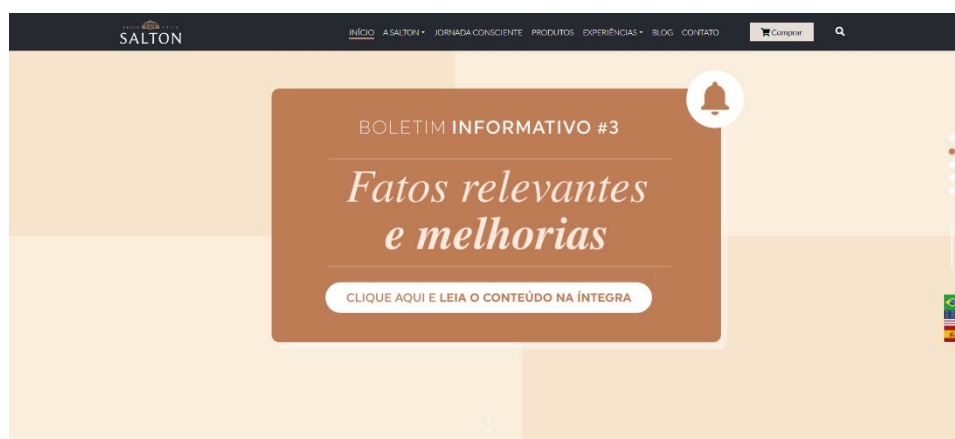 SALTON
INÍCIO A SALTON JORNADA CONSCIENTE PRODUTOS EXPERIÊNCIAS BLOG CONTATO
Comprar
BOLETIM INFORMATIVO #3
Fatos relevantes
e melhorias
CLIQUE AQUI E LEIA O CONTEÚDO NA ÍNTEGRA